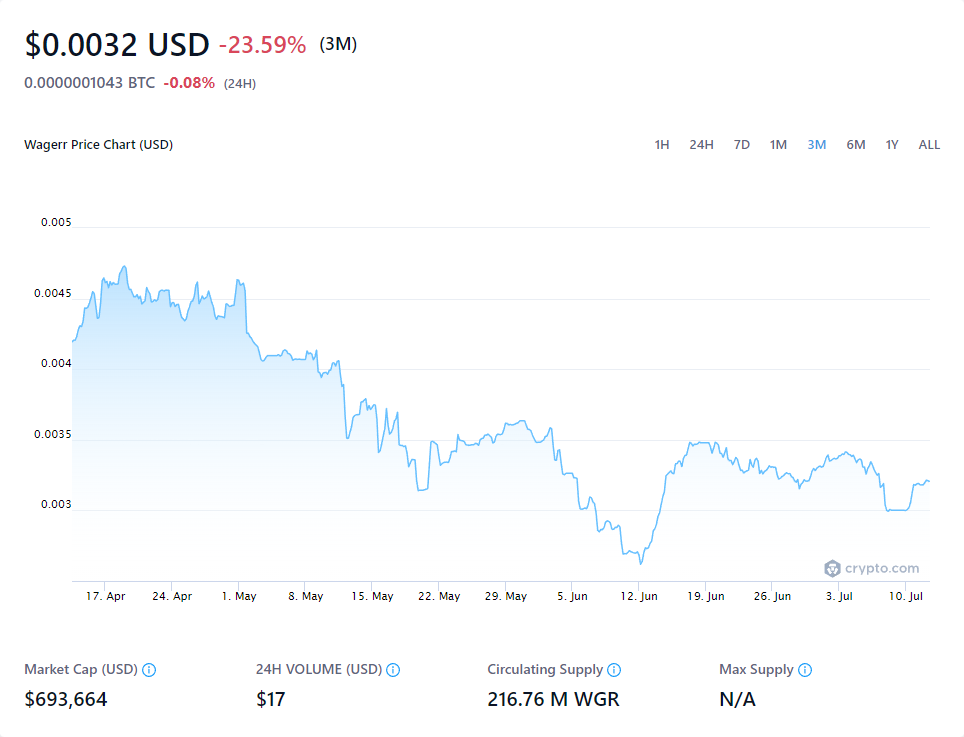 $0.0032 USD -23.59% (3M)
0.0000001043 BTC -0.08% (24H)
Wagerr Price Chart (USD) 1H 24H 7D 1M 3M 6M 1Y ALL
0.005
0.0045
0.004
0.0035
0.003
crypto.com
17. Apr 24. Apr 1. May 8. May 15. May 22. May 29. May 5. Jun 12. Jun 19. Jun 26. Jun 3. Jul 10. Jul
Market Cap (USD) 24H VOLUME (USD) Circulating Supply Max Supply
$693,664 $17 216.76 M WGR N/A